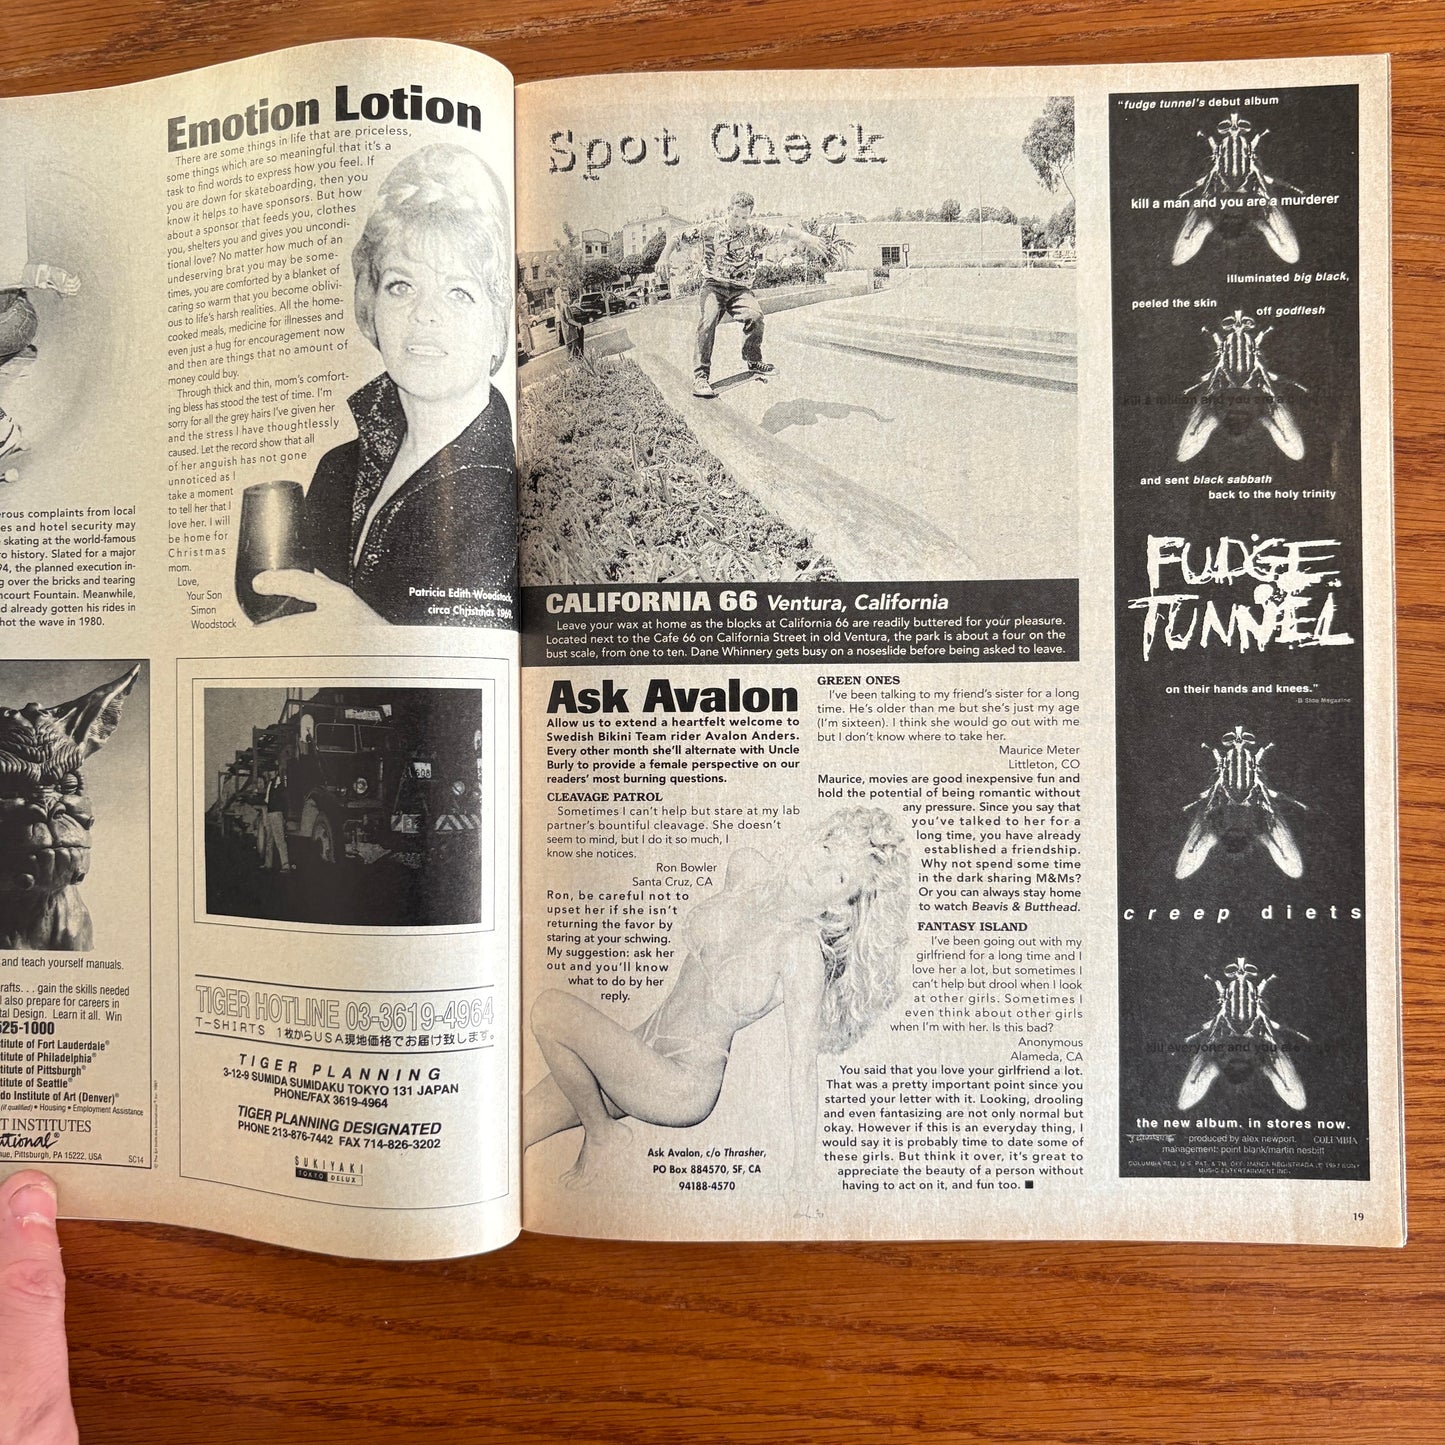 rous complaints from local
es and hotel security may
skating at the world-famous
ro history. Slated for a major
94, the planned execution in-
g over the bricks and tearing
ncourt Fountain. Meanwhile,
d already gotten his rides in
hot the wave in 1980.
and teach yourself manuals.
rafts. . . gain the skills needed
l also prepare for careers in
tal Design. Learn it all. Win
525-1000
titute of Fort Lauderdale®
titute of Philadelphia®
titute of Pittsburgh®
titute of Seattle®
do Institute of Art (Denver)®
(if qualified) • Housing • Employment Assistance
T INSTITUTES
ational®
nue, Pittsburgh, PA 15222. USA
SC14
Emotion Lotion
There are some things in life that are priceless,
some things which are so meaningful that it's a
task to find words to express how you feel. If
you are down for skateboarding, then you
know it helps to have sponsors. But how
about a sponsor that feeds you, clothes
you, shelters you and gives you uncondi-
tional love? No matter how much of an
undeserving brat you may be some-
times, you are comforted by a blanket of
caring so warm that you become oblivi-
ous to life's harsh realities. All the home-
cooked meals, medicine for illnesses and
even just a hug for encouragement now
and then are things that no amount of
money could buy.
Through thick and thin, mom's comfort-
ing bless has stood the test of time. I'm
sorry for all the grey hairs I've given her
and the stress I have thoughtlessly
caused. Let the record show that all
of her anguish has not gone
unnoticed as I
take a moment
to tell her that I
love her. I will
be home for
Christmas
mom.
Love,
Your Son
Simon
Woodstock
Patricia Edith Woodstock,
circa Christmas 1969.
TIGER HOTLINE 03-3619-4964
T-SHIRTS 1枚からUSA現地価格でお届け致します。
TIGER PLANNING
3-12-9 SUMIDA SUMIDAKU TOKYO 131 JAPAN
PHONE/FAX 3619-4964
TIGER PLANNING DESIGNATED
PHONE 213-876-7442 FAX 714-826-3202
SUKIYAKI
TOKYO DELUX
Spot Check
CALIFORNIA 66 Ventura, California
Leave your wax at home as the blocks at California 66 are readily buttered for your pleasure.
Located next to the Cafe 66 on California Street in old Ventura, the park is about a four on the
bust scale, from one to ten. Dane Whinnery gets busy on a noseslide before being asked to leave.
Ask Avalon
Allow us to extend a heartfelt welcome to
Swedish Bikini Team rider Avalon Anders.
Every other month she'll alternate with Uncle
Burly to provide a female perspective on our
readers' most burning questions.
CLEAVAGE PATROL
Sometimes I can't help but stare at my lab
partner's bountiful cleavage. She doesn't
seem to mind, but I do it so much, I
know she notices.
Ron Bowler
Santa Cruz, CA
Ron, be careful not to
upset her if she isn't
returning the favor by
staring at your schwing.
My suggestion: ask her
out and you'll know
what to do by her
reply.
Ask Avalon, c/o Thrasher,
PO Box 884570, SF, CA
94188-4570
GREEN ONES
I've been talking to my friend's sister for a long
time. He's older than me but she's just my age
(I'm sixteen). I think she would go out with me
but I don't know where to take her.
Maurice Meter
Littleton, CO
Maurice, movies are good inexpensive fun and
hold the potential of being romantic without
any pressure. Since you say that
you've talked to her for a
long time, you have already
established a friendship.
Why not spend some time
in the dark sharing M&Ms?
Or you can always stay home
to watch Beavis & Butthead.
FANTASY ISLAND
I've been going out with my
girlfriend for a long time and I
love her a lot, but sometimes I
can't help but drool when I look
at other girls. Sometimes I
even think about other girls
when I'm with her. Is this bad?
Anonymous
Alameda, CA
You said that you love your girlfriend a lot.
That was a pretty important point since you
started your letter with it. Looking, drooling
and even fantasizing are not only normal but
okay. However if this is an everyday thing, I
would say it is probably time to date some of
these girls. But think it over, it's great to
appreciate the beauty of a person without
having to act on it, and fun too. ■
"fudge tunnel's debut album
kill a man and you are a murderer
illuminated big black,
peeled the skin
off godflesh
kill a million and you are a
and sent black sabbath
back to the holy trinity
FUDGE
TUNNEL
on their hands and knees."
-B Side Magazine
creep diets
kill everyone and you are
the new album. in stores now.
produced by alex newport. COLUMBIA
management: point blank/martin nesbitt
19